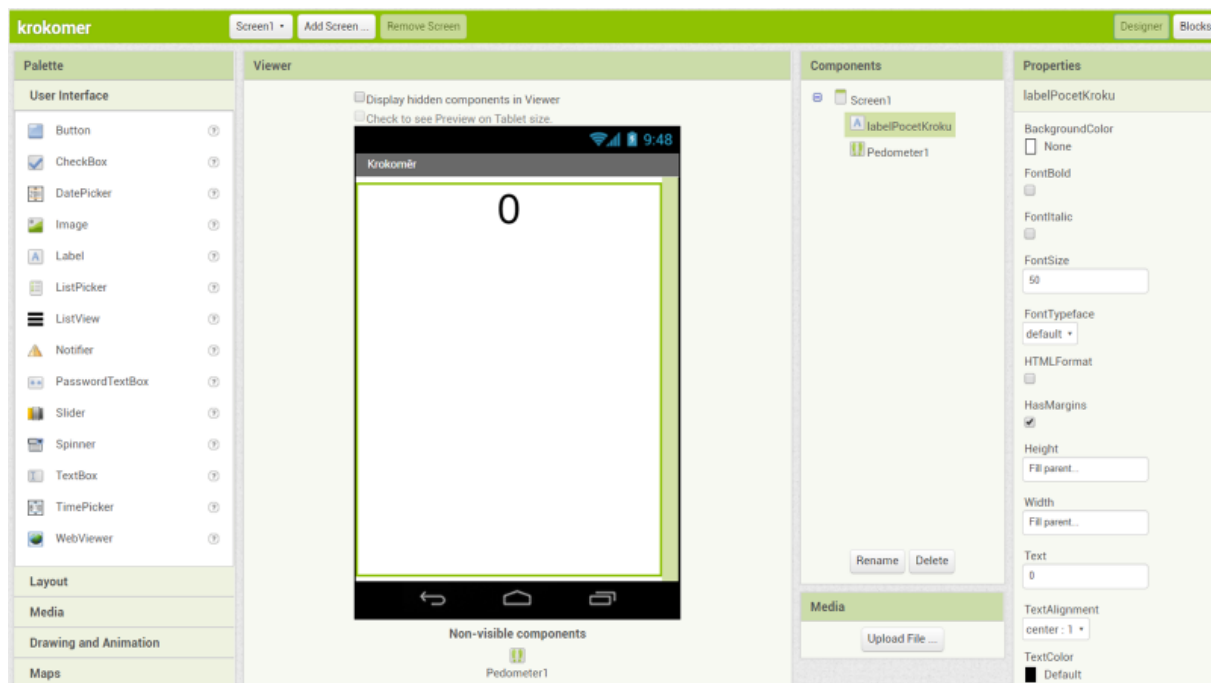 krokomer
Screen1
Add Screen ...
Remove Screen
Designer
Blocks
Palette
User Interface
Button
CheckBox
DatePicker
Image
Label
ListPicker
ListView
Notifier
PasswordTextBox
Slider
Spinner
TextBox
TimePicker
WebViewer
Layout
Media
Drawing and Animation
Maps
Viewer
Display hidden components in Viewer
Check to see Preview on Tablet size.
9:48
Krokoměr
0
Non-visible components
Pedometer1
Components
Screen1
labelPocetKroku
Pedometer1
Rename
Delete
Media
Upload File ...
Properties
labelPocetKroku
BackgroundColor
None
FontBold
FontItalic
FontSize
50
FontTypeface
default
HTMLFormat
HasMargins
Height
Fill parent...
Width
Fill parent...
Text
0
TextAlignment
center : 1
TextColor
Default